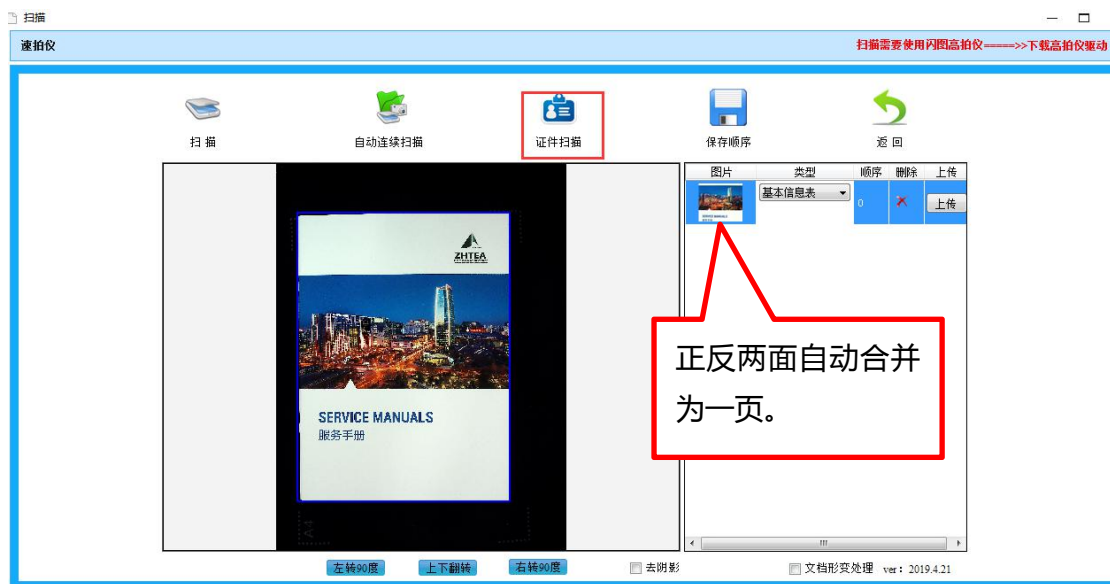 扫描
速拍仪
扫描需要使用闪图高拍仪=====>>下载高拍仪驱动
扫 描
自动连续扫描
证件扫描
保存顺序
返 回
图片 类型 顺序 删除 上传
基本信息表 0 上传
ZHTEA
SERVICE MANUALS
服务手册
A4
正反两面自动合并
为一页。
左转90度 上下翻转 右转90度 去阴影 文档形变处理 ver: 2019.4.21